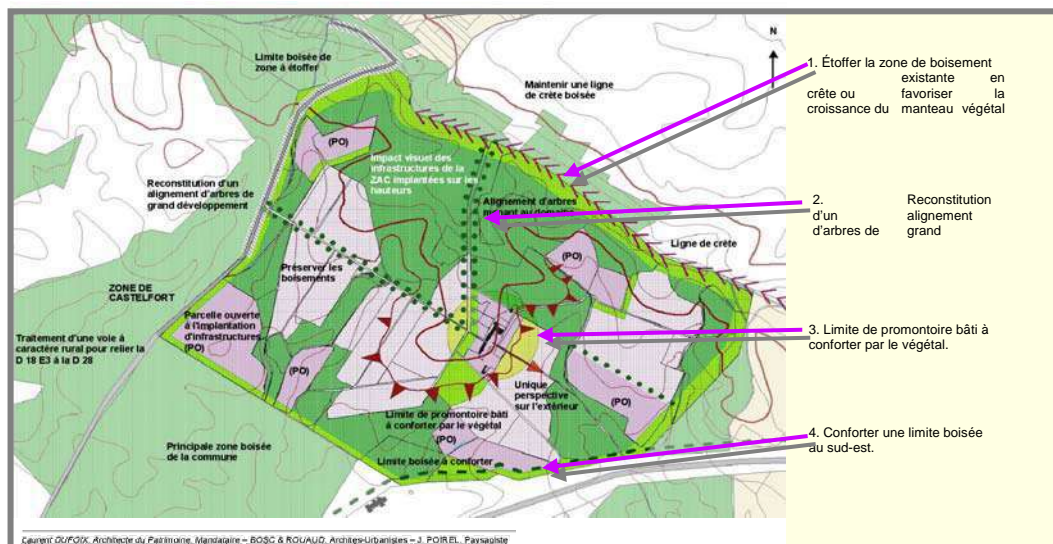 Limite boisée de
zone à étoffer
Maintenir une ligne
de crête boisée
N
(PO)
Impact visuel des
infrastructures de la
ZAC implantées sur les
hauteurs
Reconstitution d'un
alignement d'arbres de
grand développement
Alignement d'arbres
menant au domaine
Ligne de crête
(PO)
Préserver les
boisements
ZONE DE
CASTELFORT
Parcelle ouverte
à l'implantation
d'infrastructures
(PO)
Traitement d'une voie à
caractère rural pour relier la
D 18 E3 à la D 28
(PO)
Unique
perspective
sur l'extérieur
(PO)
Limite de promontoire bâti
à conforter par le végétal
(PO)
Principale zone boisée
de la commune
Limite boisée à conforter
1. Étoffer la zone de boisement
existante en
crête ou favoriser la
croissance du manteau végétal
2. Reconstitution
d'un alignement
d'arbres de grand
3. Limite de promontoire bâti à
conforter par le végétal.
4. Conforter une limite boisée
au sud-est.
Laurent DUFOIX, Architecte du Patrimoine, Mandataire – BOSC & ROUAUD, Archites-Urbanistes – J. POIREL, Paysagiste